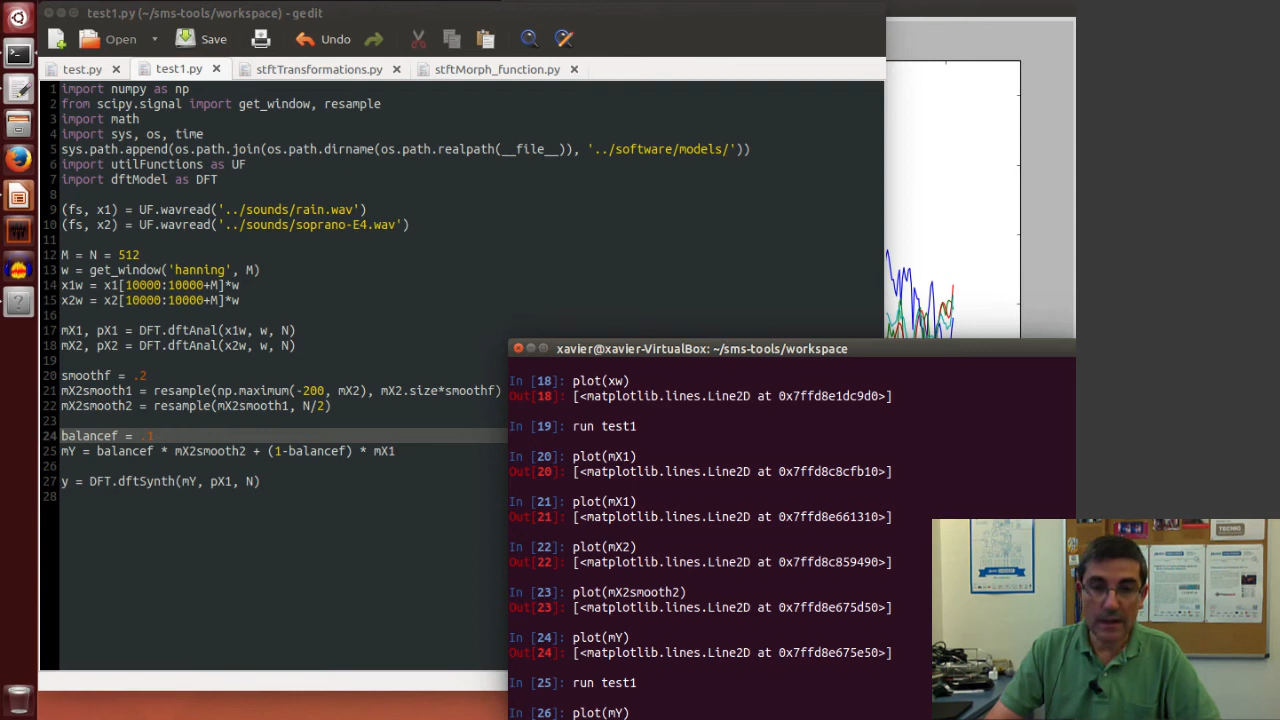 test1.py (~/sms-tools/workspace) - gedit
Open Save Undo
test.py test1.py stftTransformations.py stftMorph_function.py
1 import numpy as np
2 from scipy.signal import get_window, resample
3 import math
4 import sys, os, time
5 sys.path.append(os.path.join(os.path.dirname(os.path.realpath(__file__)), '../software/models/'))
6 import utilFunctions as UF
7 import dftModel as DFT
8
9 (fs, x1) = UF.wavread('../sounds/rain.wav')
10 (fs, x2) = UF.wavread('../sounds/soprano-E4.wav')
11
12 M = N = 512
13 w = get_window('hanning', M)
14 x1w = x1[10000:10000+M]*w
15 x2w = x2[10000:10000+M]*w
16
17 mX1, pX1 = DFT.dftAnal(x1w, w, N)
18 mX2, pX2 = DFT.dftAnal(x2w, w, N)
19
20 smoothf = .2
21 mX2smooth1 = resample(np.maximum(-200, mX2), mX2.size*smoothf)
22 mX2smooth2 = resample(mX2smooth1, N/2)
23
24 balancef = .1
25 mY = balancef * mX2smooth2 + (1-balancef) * mX1
26
27 y = DFT.dftSynth(mY, pX1, N)
28
xavier@xavier-VirtualBox: ~/sms-tools/workspace
In [18]: plot(xw)
Out[18]: [<matplotlib.lines.Line2D at 0x7ffd8e1dc9d0>]
In [19]: run test1
In [20]: plot(mX1)
Out[20]: [<matplotlib.lines.Line2D at 0x7ffd8c8cfb10>]
In [21]: plot(mX1)
Out[21]: [<matplotlib.lines.Line2D at 0x7ffd8e661310>]
In [22]: plot(mX2)
Out[22]: [<matplotlib.lines.Line2D at 0x7ffd8c859490>]
In [23]: plot(mX2smooth2)
Out[23]: [<matplotlib.lines.Line2D at 0x7ffd8e675d50>]
In [24]: plot(mY)
Out[24]: [<matplotlib.lines.Line2D at 0x7ffd8e675e50>]
In [25]: run test1
In [26]: plot(mY)